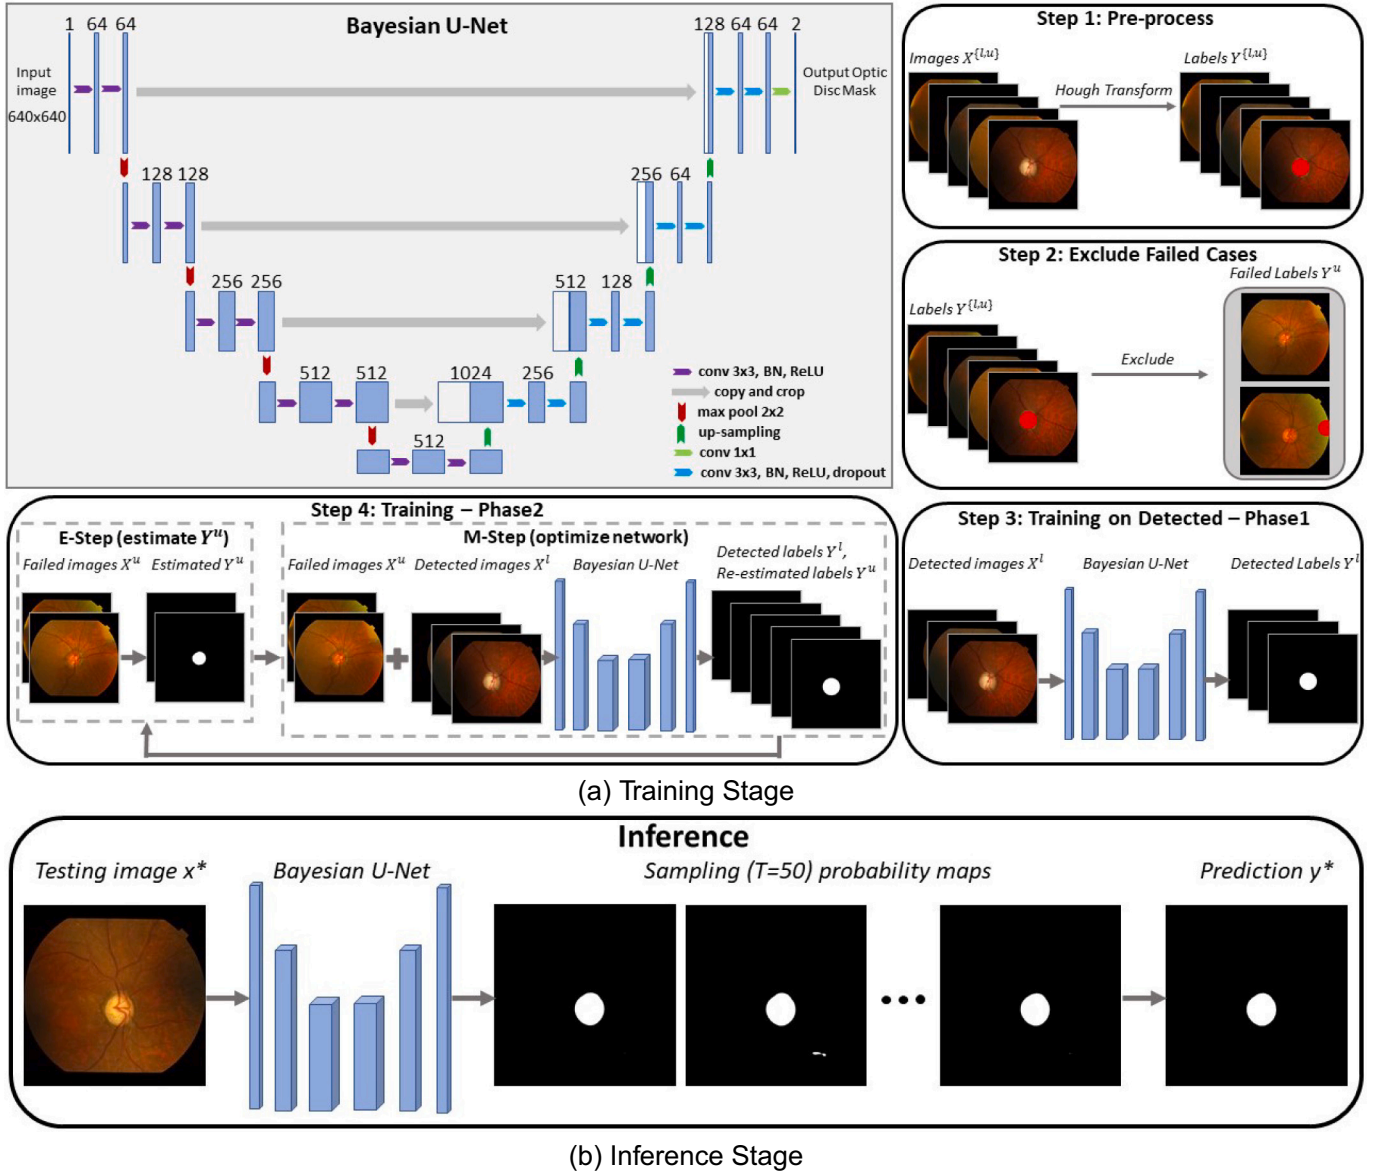 Bayesian U-Net
1 64 64
128 64 64 2
Input
image
640x640
Output Optic
Disc Mask
128 128
256 64
256 256
512 128
512 512
1024 256
512
conv 3x3, BN, ReLU
copy and crop
max pool 2x2
up-sampling
conv 1x1
conv 3x3, BN, ReLU, dropout
Step 1: Pre-process
Images X^{l,u}
Labels Y^{l,u}
Hough Transform
Step 2: Exclude Failed Cases
Failed Labels Y^u
Labels Y^{l,u}
Exclude
Step 4: Training – Phase2
E-Step (estimate Y^u)
M-Step (optimize network)
Failed images X^u
Estimated Y^u
Failed images X^u
Detected images X^l
Bayesian U-Net
Detected labels Y^l,
Re-estimated labels Y^u
Step 3: Training on Detected – Phase1
Detected images X^l
Bayesian U-Net
Detected Labels Y^l
(a) Training Stage
Inference
Testing image x*
Bayesian U-Net
Sampling (T=50) probability maps
Prediction y*
(b) Inference Stage